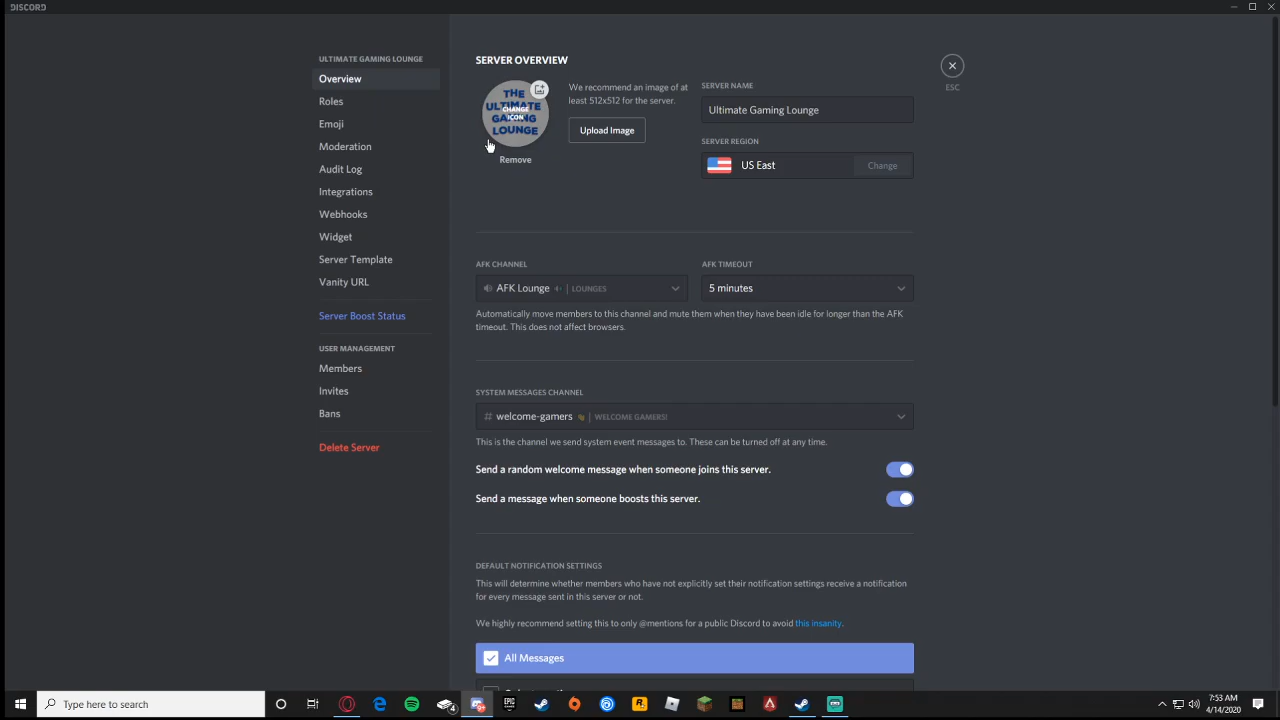 DISCORD
ULTIMATE GAMING LOUNGE
Overview
Roles
Emoji
Moderation
Audit Log
Integrations
Webhooks
Widget
Server Template
Vanity URL
Server Boost Status
USER MANAGEMENT
Members
Invites
Bans
Delete Server
SERVER OVERVIEW
THE
ULTIMATE
GAMING
LOUNGE
CHANGE
ICON
Remove
We recommend an image of at
least 512x512 for the server.
Upload Image
SERVER NAME
Ultimate Gaming Lounge
SERVER REGION
US East
Change
ESC
AFK CHANNEL
AFK Lounge | LOUNGES
AFK TIMEOUT
5 minutes
Automatically move members to this channel and mute them when they have been idle for longer than the AFK
timeout. This does not affect browsers.
SYSTEM MESSAGES CHANNEL
# welcome-gamers | WELCOME GAMERS!
This is the channel we send system event messages to. These can be turned off at any time.
Send a random welcome message when someone joins this server.
Send a message when someone boosts this server.
DEFAULT NOTIFICATION SETTINGS
This will determine whether members who have not explicitly set their notification settings receive a notification
for every message sent in this server or not.
We highly recommend setting this to only @mentions for a public Discord to avoid this insanity.
All Messages
Type here to search
7:53 AM
4/14/2020